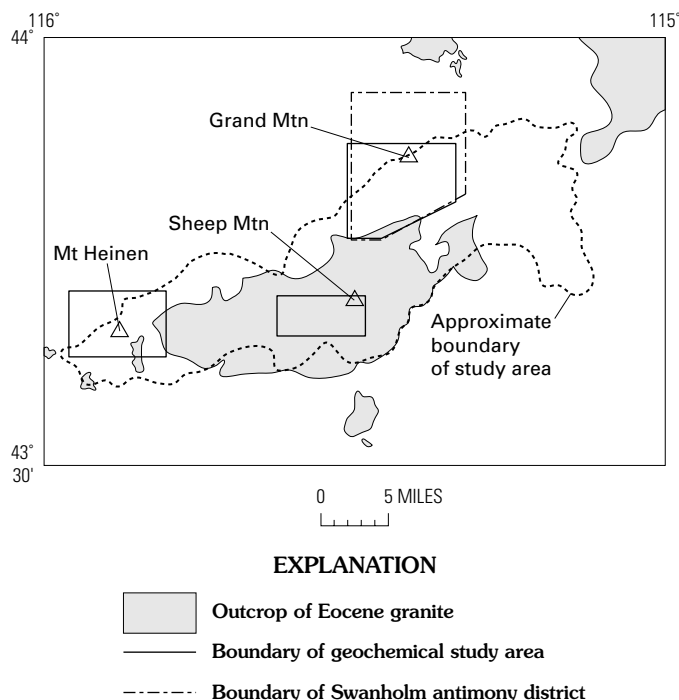 116°
115°
44°
Grand Mtn
Sheep Mtn
Mt Heinen
Approximate
boundary
of study area
43°
30'
0 5 MILES
EXPLANATION
Outcrop of Eocene granite
Boundary of geochemical study area
Boundary of Swanholm antimony district